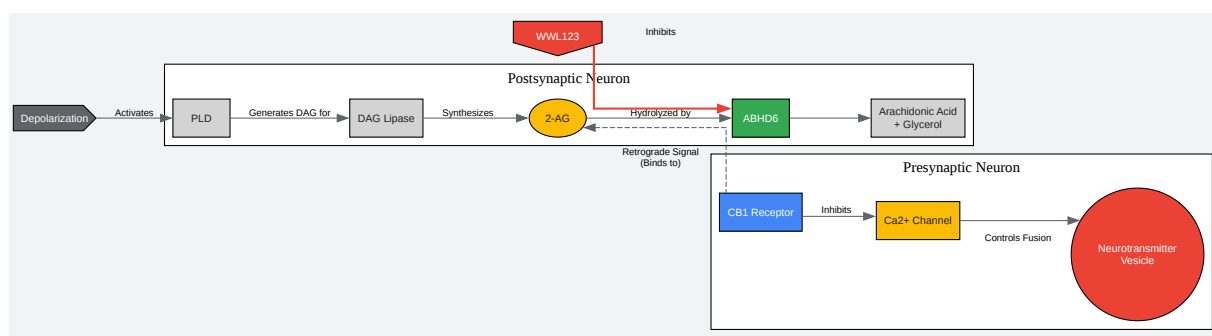 WWL123
Inhibits
Postsynaptic Neuron
Depolarization
Activates
PLD
Generates DAG for
DAG Lipase
Synthesizes
2-AG
Hydrolyzed by
ABHD6
Arachidonic Acid
+ Glycerol
Retrograde Signal
(Binds to)
Presynaptic Neuron
CB1 Receptor
Inhibits
Ca2+ Channel
Controls Fusion
Neurotransmitter
Vesicle